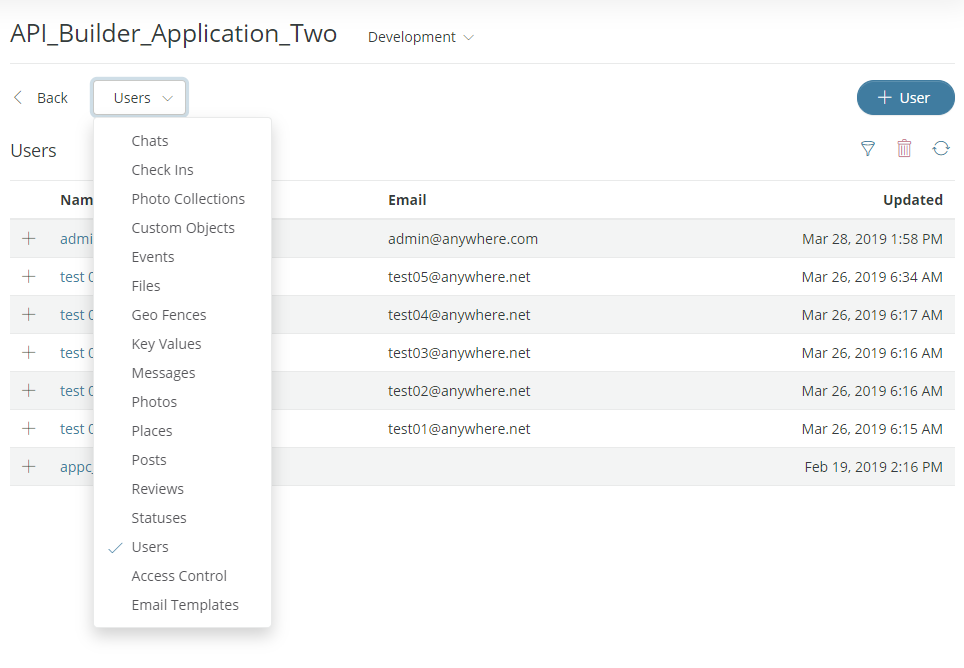 API_Builder_Application_Two Development
Back Users + User
Users
Chats
Check Ins
Photo Collections
Custom Objects
Events
Files
Geo Fences
Key Values
Messages
Photos
Places
Posts
Reviews
Statuses
Users
Access Control
Email Templates
Email Updated
admin@anywhere.com Mar 28, 2019 1:58 PM
test 0 test05@anywhere.net Mar 26, 2019 6:34 AM
test 0 test04@anywhere.net Mar 26, 2019 6:17 AM
test 0 test03@anywhere.net Mar 26, 2019 6:16 AM
test 0 test02@anywhere.net Mar 26, 2019 6:16 AM
test 0 test01@anywhere.net Mar 26, 2019 6:15 AM
appc Feb 19, 2019 2:16 PM